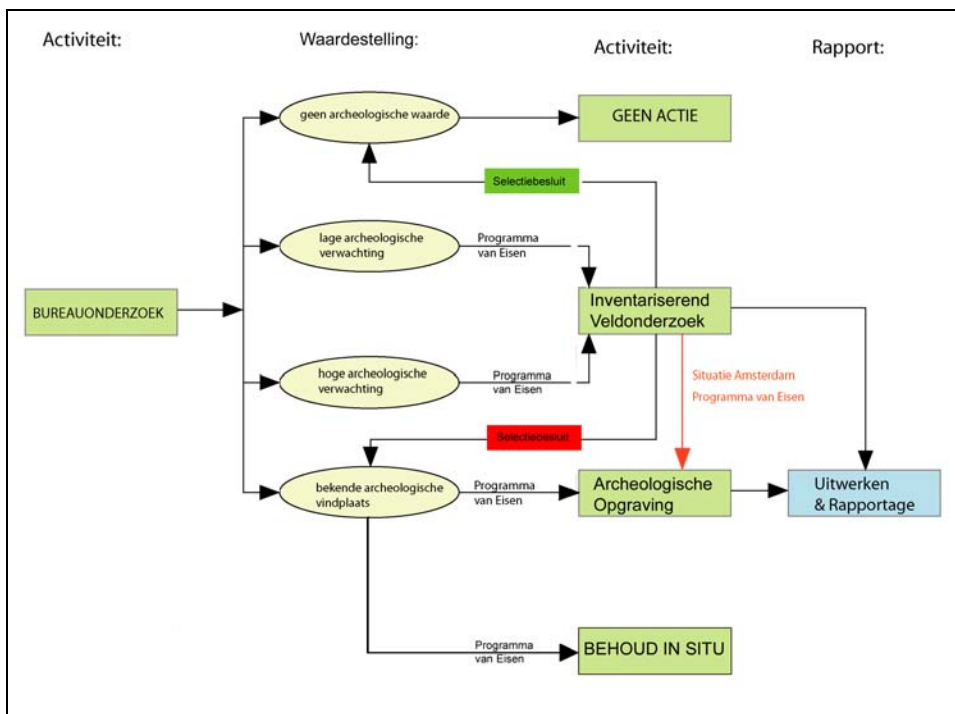 Activiteit:
Waardestelling:
Activiteit:
Rapport:
geen archeologische waarde
GEEN ACTIE
Selectiebesluit
lage archeologische
verwachting
Programma
van Eisen
BUREAUONDERZOEK
Inventariserend
Veldonderzoek
hoge archeologische
verwachting
Programma
van Eisen
Situatie Amsterdam
Programma van Eisen
Selectiebesluit
bekende archeologische
vindplaats
Programma
van Eisen
Archeologische
Opgraving
Uitwerken
& Rapportage
Programma
van Eisen
BEHOUD IN SITU